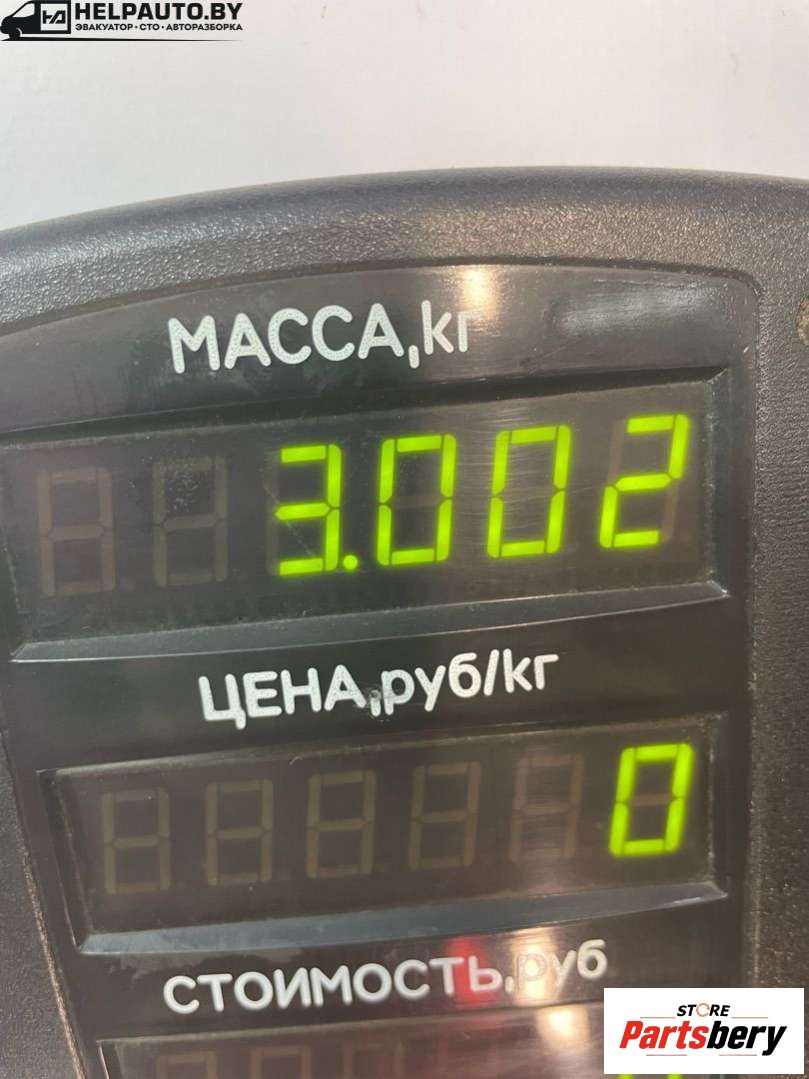 HELPAUTO.BY
ЭВАКУАТОР • СТО • АВТОРАЗБОРКА
МАССА,кг
3.002
ЦЕНА,руб/кг
0
СТОИМОСТЬ,руб
STORE
Partsbery